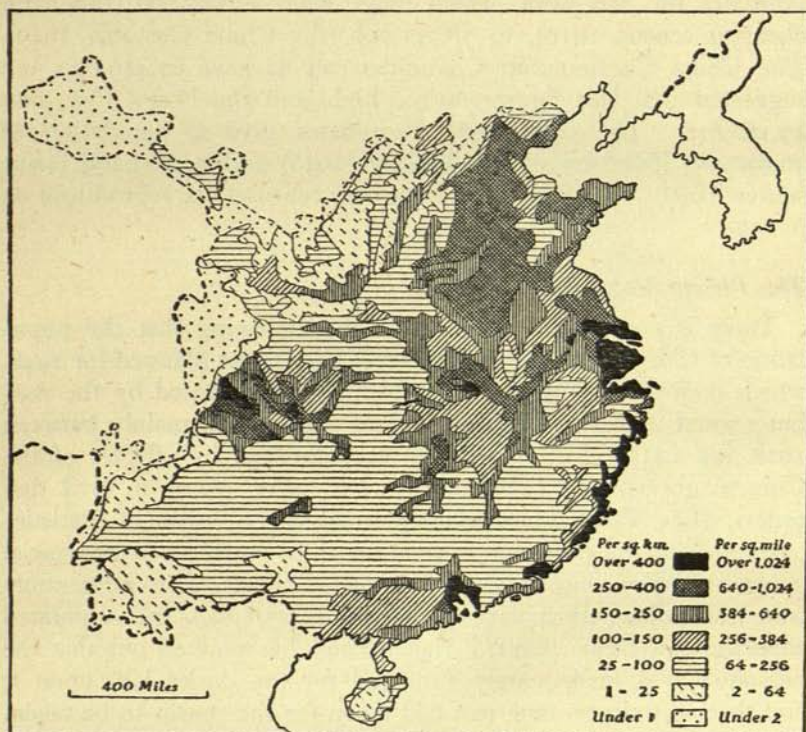 Per sq. km. Per sq. mile
Over 400 Over 1,024
250-400 640-1,024
150-250 384-640
100-150 256-384
25-100 64-256
1-25 2-64
Under 1 Under 2
400 Miles